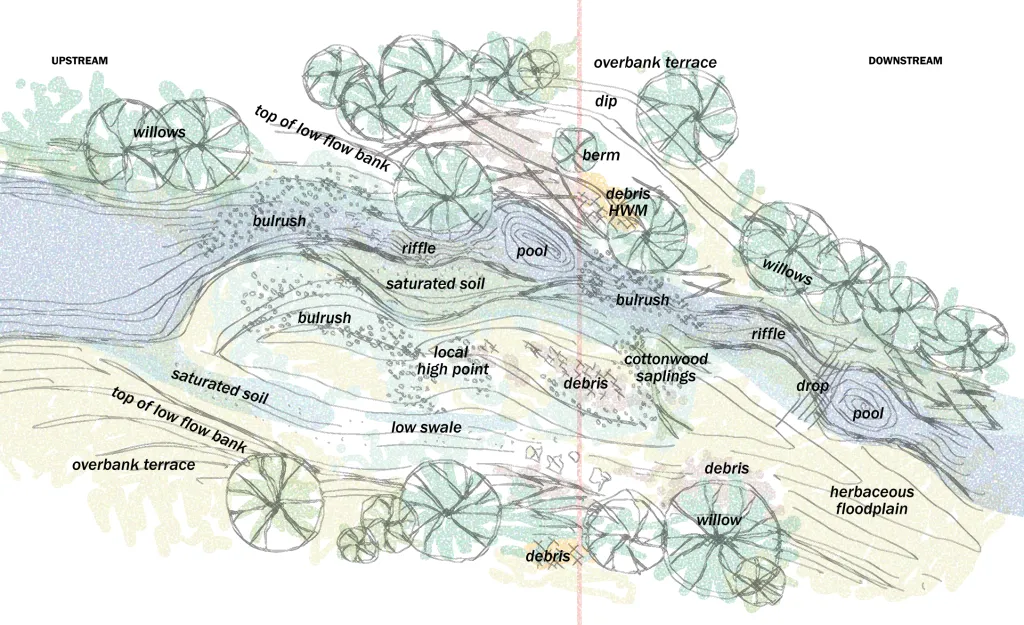 UPSTREAM
overbank terrace
DOWNSTREAM
dip
top of low flow bank
willows
berm
debris
HWM
bulrush
riffle
pool
willows
saturated soil
bulrush
bulrush
riffle
local
high point
cottonwood
saplings
saturated soil
debris
drop
pool
top of low flow bank
low swale
overbank terrace
debris
herbaceous
floodplain
willow
debris